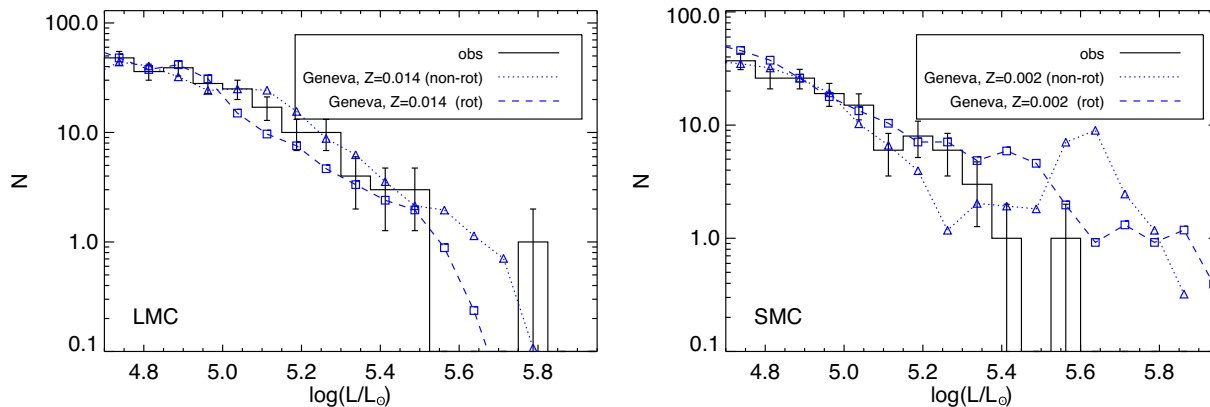 100.0
10.0
1.0
0.1
N
obs
Geneva, Z=0.014 (non-rot)
Geneva, Z=0.014 (rot)
LMC
4.8 5.0 5.2 5.4 5.6 5.8
log(L/L☉)
100.0
10.0
1.0
0.1
N
obs
Geneva, Z=0.002 (non-rot)
Geneva, Z=0.002 (rot)
SMC
4.8 5.0 5.2 5.4 5.6 5.8
log(L/L☉)